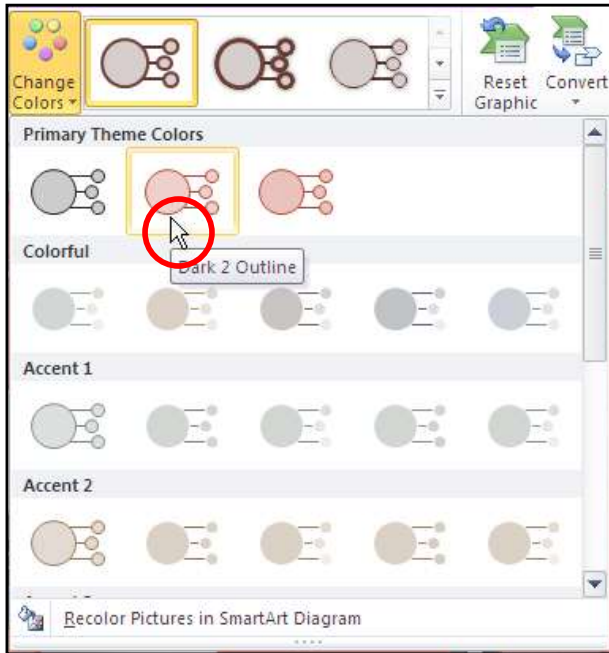 Change
Colors
Reset
Graphic
Convert
Primary Theme Colors
Dark 2 Outline
Colorful
Accent 1
Accent 2
Recolor Pictures in SmartArt Diagram